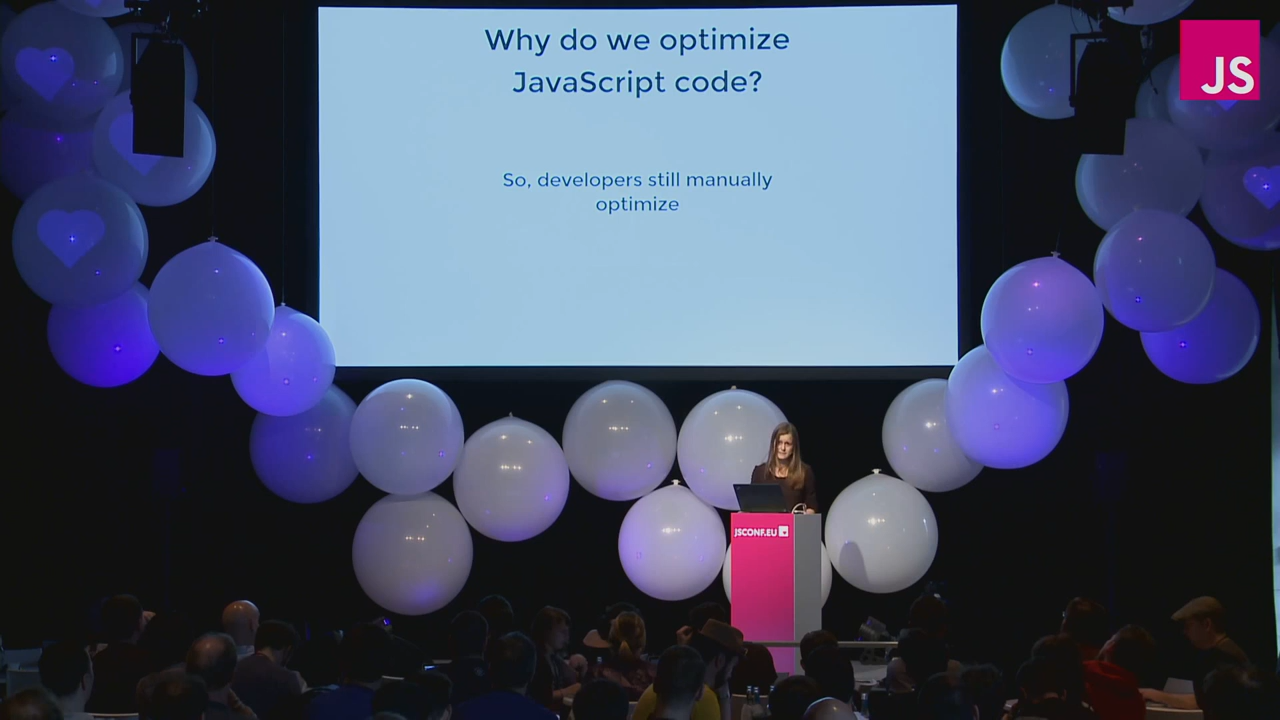 Why do we optimize
JavaScript code?
So, developers still manually
optimize
JS
JSCONF.EU